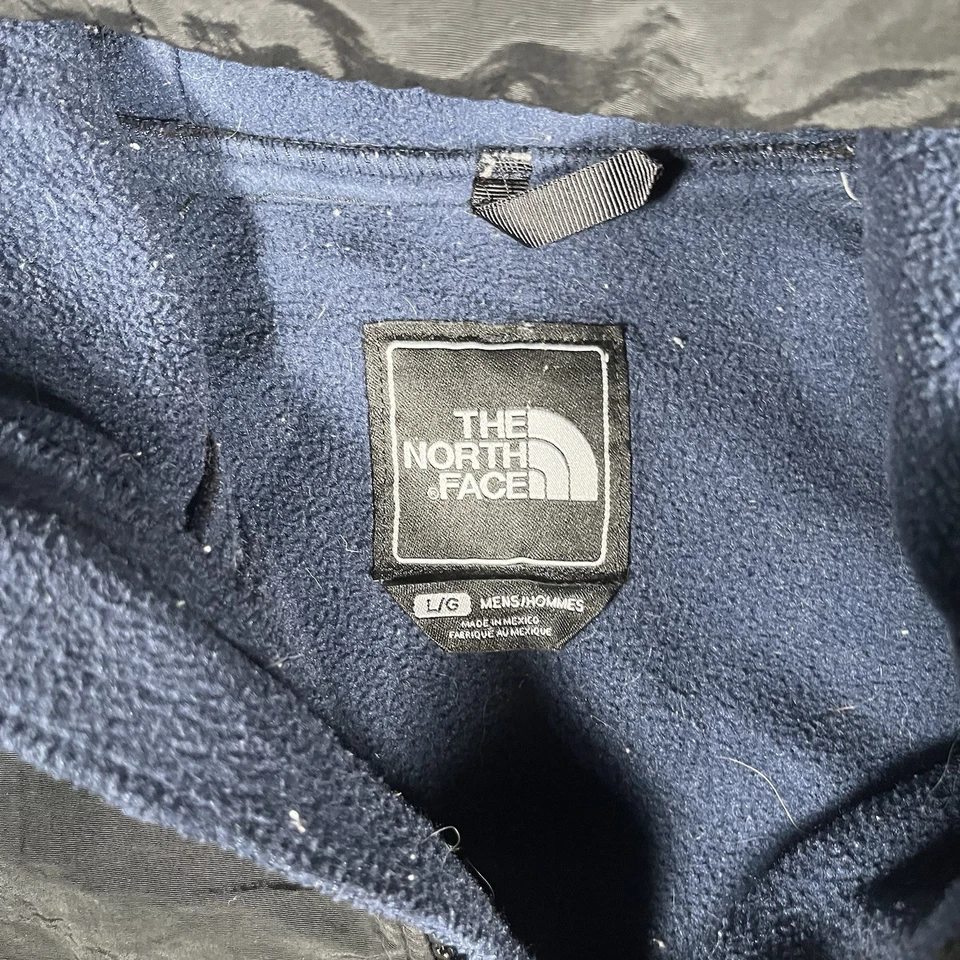 THE
NORTH
®FACE
L/G MENS/HOMMES
MADE IN MEXICO
FABRIQUÉ AU MEXIQUE